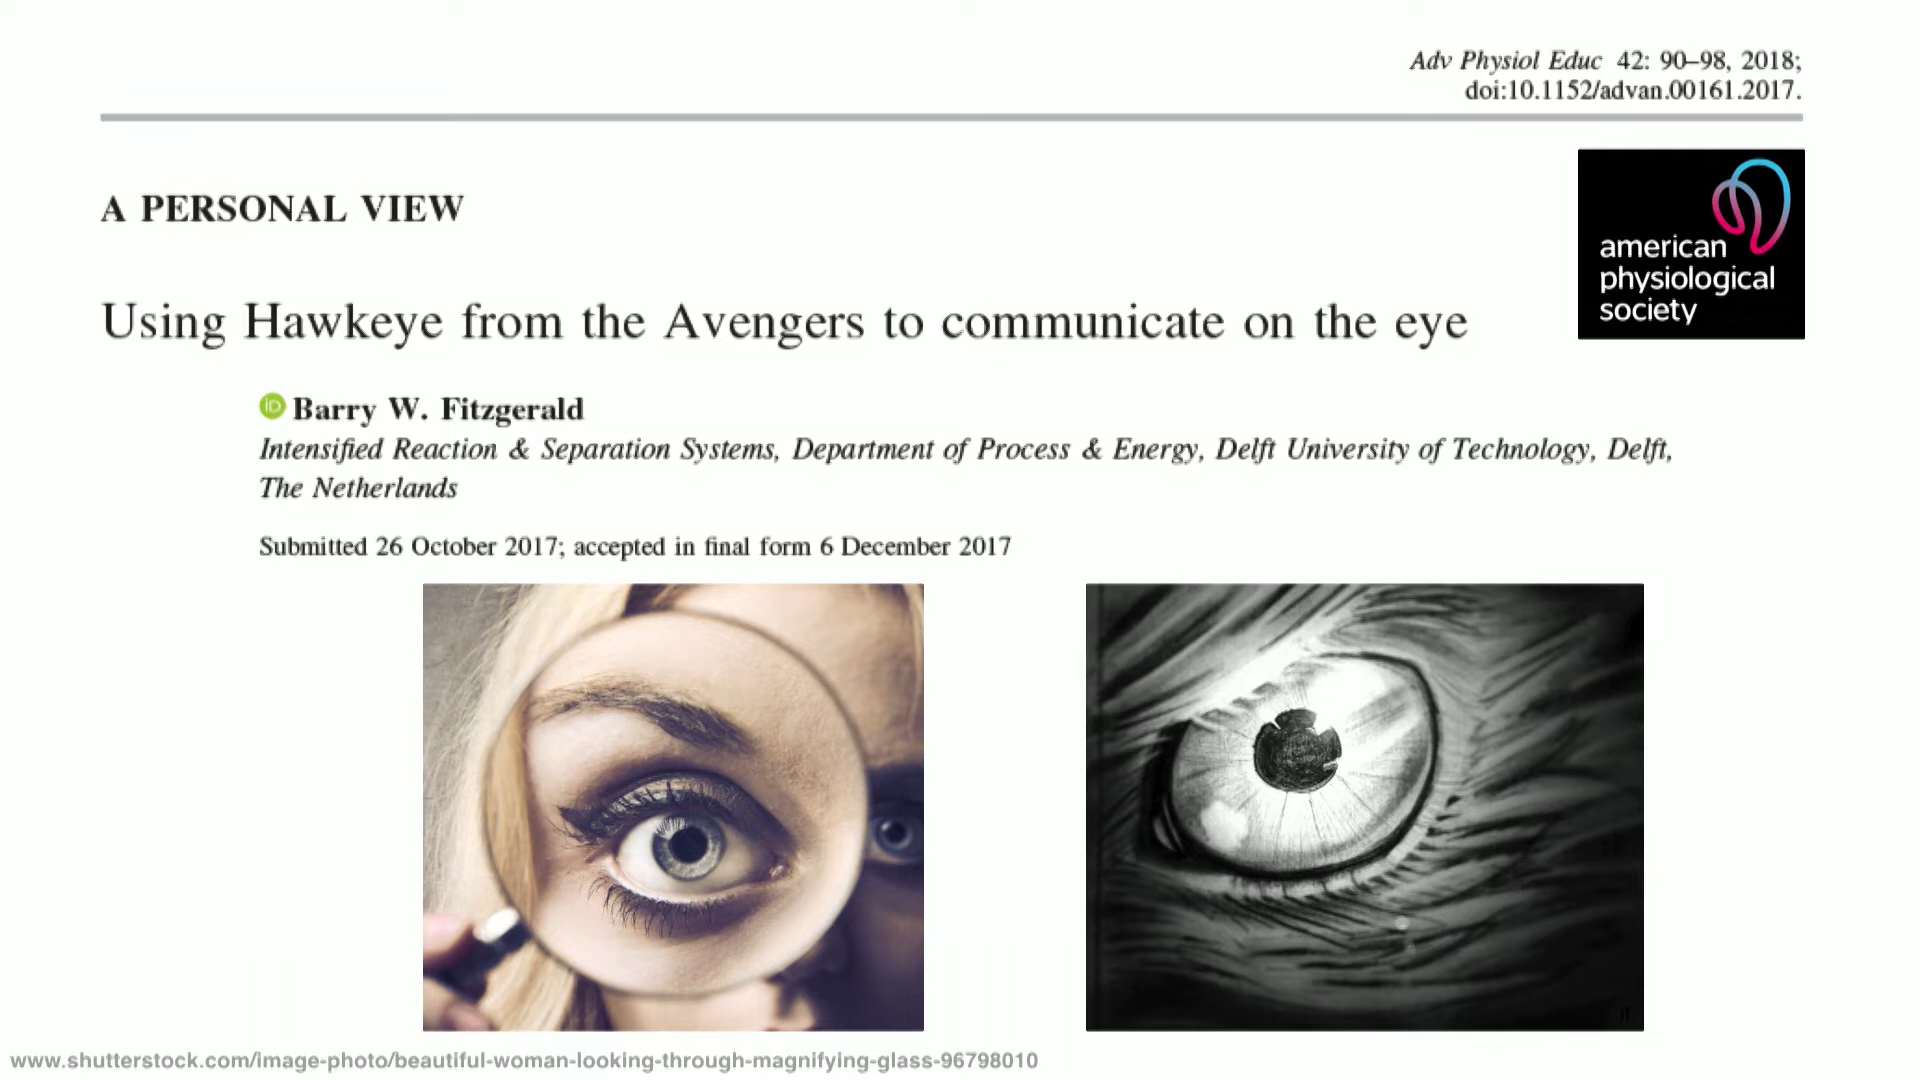 Adv Physiol Educ 42: 90–98, 2018;
doi:10.1152/advan.00161.2017.
A PERSONAL VIEW
american
physiological
society
Using Hawkeye from the Avengers to communicate on the eye
iD Barry W. Fitzgerald
Intensified Reaction & Separation Systems, Department of Process & Energy, Delft University of Technology, Delft,
The Netherlands
Submitted 26 October 2017; accepted in final form 6 December 2017
www.shutterstock.com/image-photo/beautiful-woman-looking-through-magnifying-glass-96798010